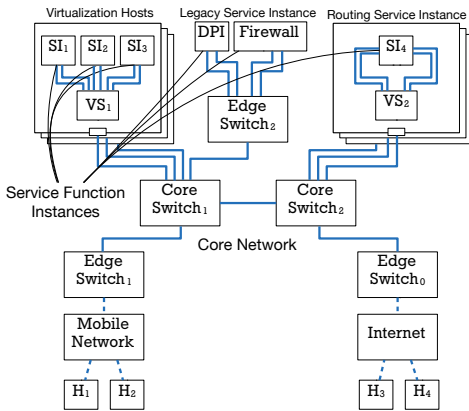 Virtualization Hosts
Legacy Service Instance
Routing Service Instance
SI₁
SI₂
SI₃
DPI
Firewall
SI₄
VS₁
Edge
Switch₂
VS₂
Service Function
Instances
Core
Switch₁
Core
Switch₂
Core Network
Edge
Switch₁
Edge
Switch₀
Mobile
Network
Internet
H₁
H₂
H₃
H₄